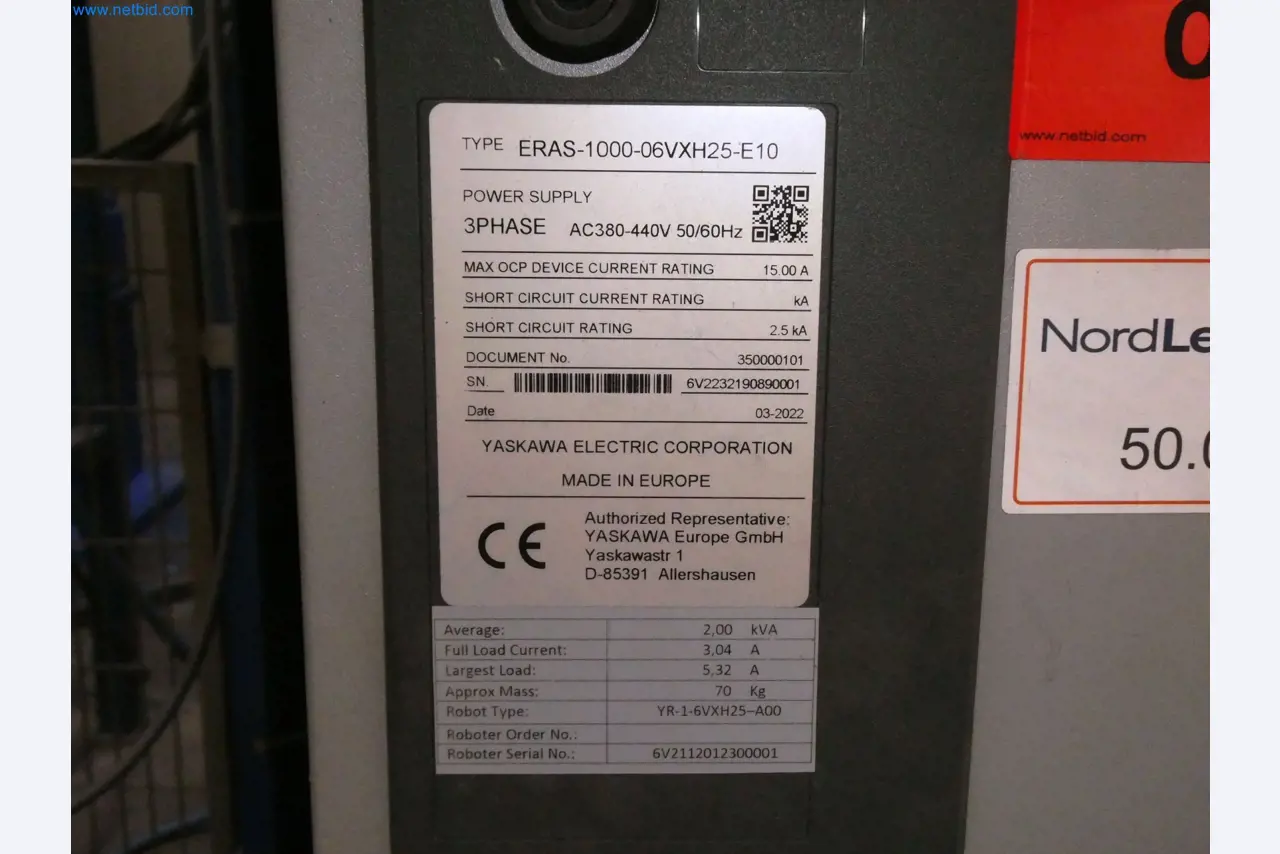 www.netbid.com
TYPE ERAS-1000-06VXH25-E10
POWER SUPPLY
3PHASE AC380-440V 50/60Hz
MAX OCP DEVICE CURRENT RATING 15.00 A
SHORT CIRCUIT CURRENT RATING kA
SHORT CIRCUIT RATING 2.5 kA
DOCUMENT No. 350000101
SN. 6V2232190890001
Date 03-2022
YASKAWA ELECTRIC CORPORATION
MADE IN EUROPE
CE
Authorized Representative:
YASKAWA Europe GmbH
Yaskawastr 1
D-85391 Allershausen
Average: 2,00 kVA
Full Load Current: 3,04 A
Largest Load: 5,32 A
Approx Mass: 70 Kg
Robot Type: YR-1-6VXH25-A00
Roboter Order No.:
Roboter Serial No.: 6V2112012300001
www.netbid.com
NordLe
50.